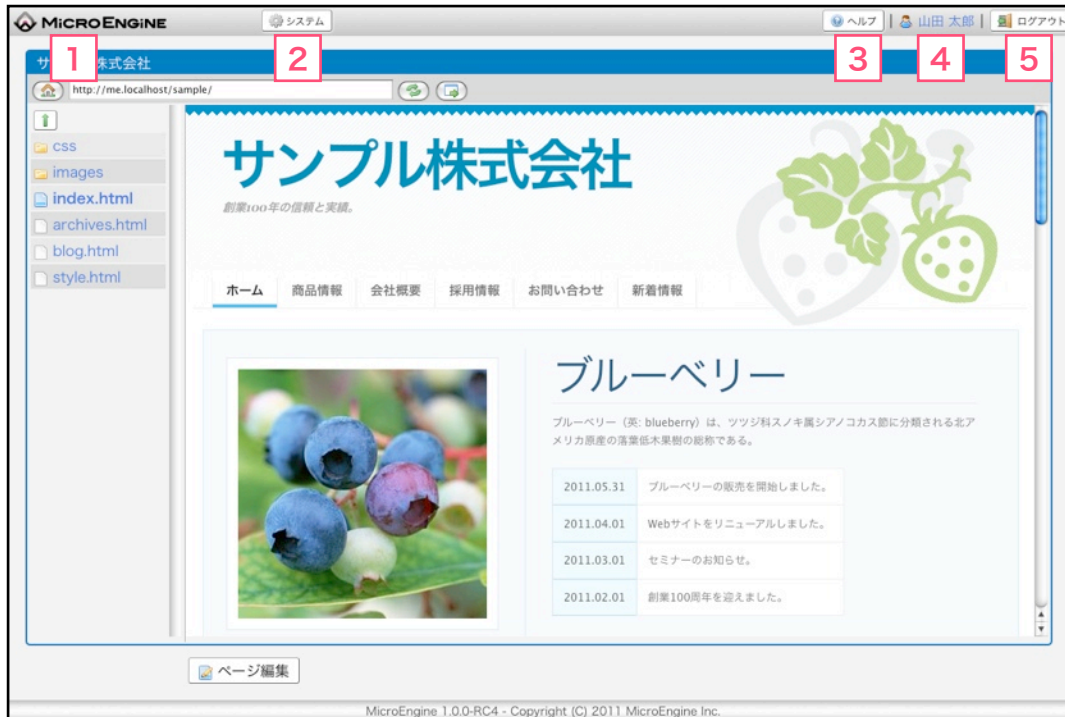 MICROENGINE
システム
ヘルプ
山田 太郎
ログアウト
1
2
3
4
5
株式会社
http://me.localhost/sample/
css
images
index.html
archives.html
blog.html
style.html
サンプル株式会社
創業100年の信頼と実績。
ホーム 商品情報 会社概要 採用情報 お問い合わせ 新着情報
ブルーベリー
ブルーベリー（英: blueberry）は、ツツジ科スノキ属シアノコカス節に分類される北ア
メリカ原産の落葉低木果樹の総称である。
2011.05.31 ブルーベリーの販売を開始しました。
2011.04.01 Webサイトをリニューアルしました。
2011.03.01 セミナーのお知らせ。
2011.02.01 創業100周年を迎えました。
ページ編集
MicroEngine 1.0.0-RC4 - Copyright (C) 2011 MicroEngine Inc.